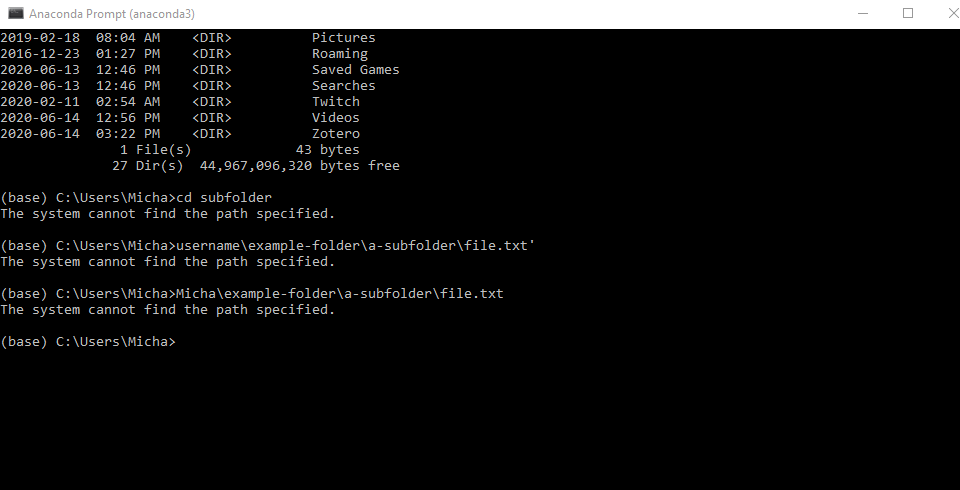 Anaconda Prompt (anaconda3)
2019-02-18  08:04 AM    <DIR>          Pictures
2016-12-23  01:27 PM    <DIR>          Roaming
2020-06-13  12:46 PM    <DIR>          Saved Games
2020-06-13  12:46 PM    <DIR>          Searches
2020-02-11  02:54 AM    <DIR>          Twitch
2020-06-14  12:56 PM    <DIR>          Videos
2020-06-14  03:22 PM    <DIR>          Zotero
               1 File(s)             43 bytes
              27 Dir(s)  44,967,096,320 bytes free
(base) C:\Users\Micha>cd subfolder
The system cannot find the path specified.
(base) C:\Users\Micha>username\example-folder\a-subfolder\file.txt'
The system cannot find the path specified.
(base) C:\Users\Micha>Micha\example-folder\a-subfolder\file.txt
The system cannot find the path specified.
(base) C:\Users\Micha>